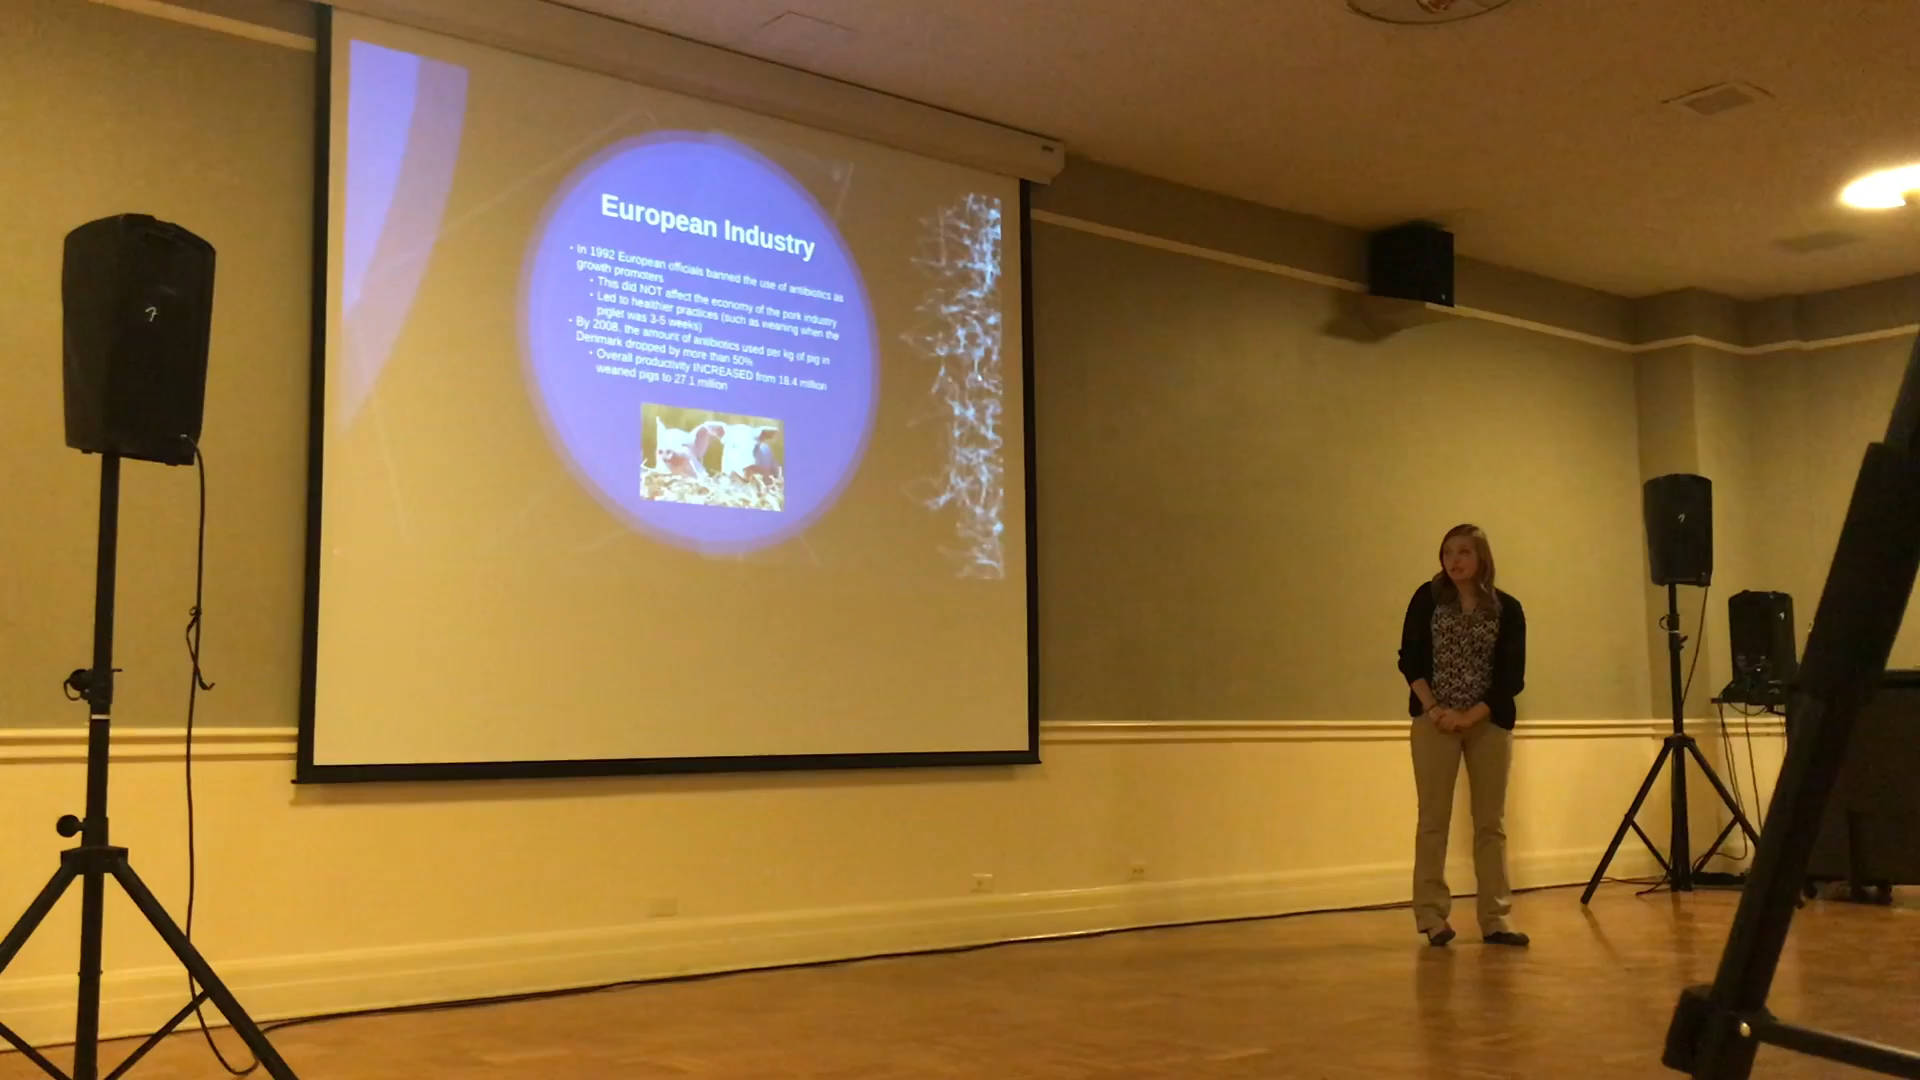 European Industry
• In 1992 European officials banned the use of antibiotics as
growth promoters
• This did NOT affect the economy of the pork industry
• Led to healthier practices (such as weaning when the
piglet was 3-5 weeks)
• By 2008, the amount of antibiotics used per kg of pig in
Denmark dropped by more than 50%
• Overall productivity INCREASED from 18.4 million
weaned pigs to 27.1 million